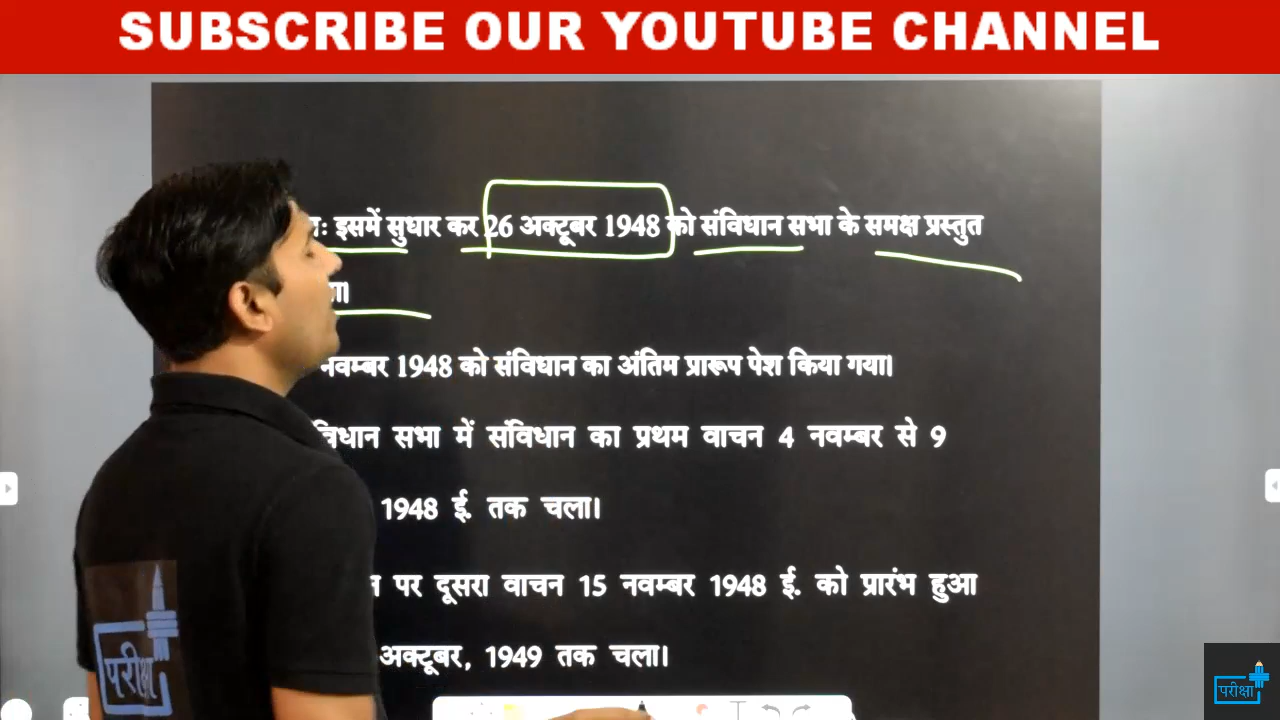 SUBSCRIBE OUR YOUTUBE CHANNEL
इसमें सुधार कर 26 अक्टूबर 1948 को संविधान सभा के समक्ष प्रस्तुत
नवम्बर 1948 को संविधान का अंतिम प्रारूप पेश किया गया।
सभा में संविधान का प्रथम वाचन 4 नवम्बर से 9
1948 ई. तक चला।
पर दूसरा वाचन 15 नवम्बर 1948 ई. को प्रारंभ हुआ
अक्टूबर, 1949 तक चला।
परीक्षा
परीक्षा